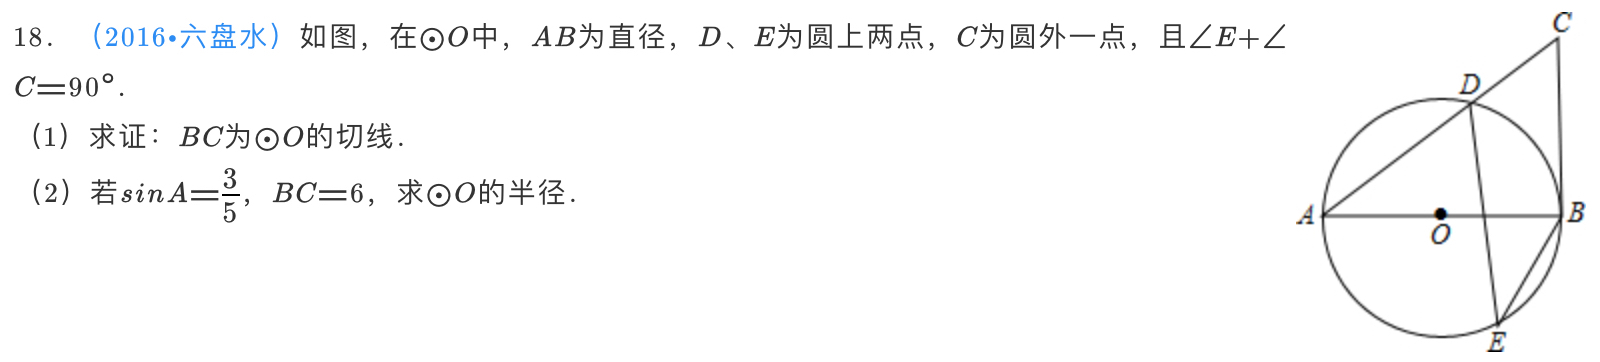 18. （2016•六盘水）如图，在⊙O中，AB为直径，D、E为圆上两点，C为圆外一点，且∠E+∠
C=90°.
（1）求证：BC为⊙O的切线.
（2）若sinA=3/5，BC=6，求⊙O的半径.
C
D
A
O
B
E